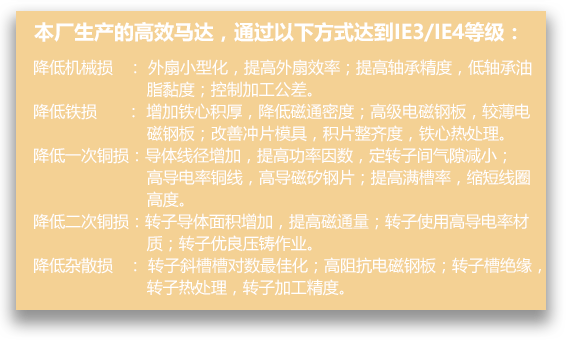 本厂生产的高效马达，通过以下方式达到IE3/IE4等级：
降低机械损 ： 外扇小型化，提高外扇效率；提高轴承精度，低轴承油
脂黏度；控制加工公差。
降低铁损 ： 增加铁心积厚，降低磁通密度；高级电磁钢板，较薄电
磁钢板；改善冲片模具，积片整齐度，铁心热处理。
降低一次铜损：导体线径增加，提高功率因数，定转子间气隙减小；
高导电率铜线，高导磁矽钢片；提高满槽率，缩短线圈
高度。
降低二次铜损：转子导体面积增加，提高磁通量；转子使用高导电率材
质；转子优良压铸作业。
降低杂散损 ： 转子斜槽槽对数最佳化；高阻抗电磁钢板；转子槽绝缘，
转子热处理，转子加工精度。